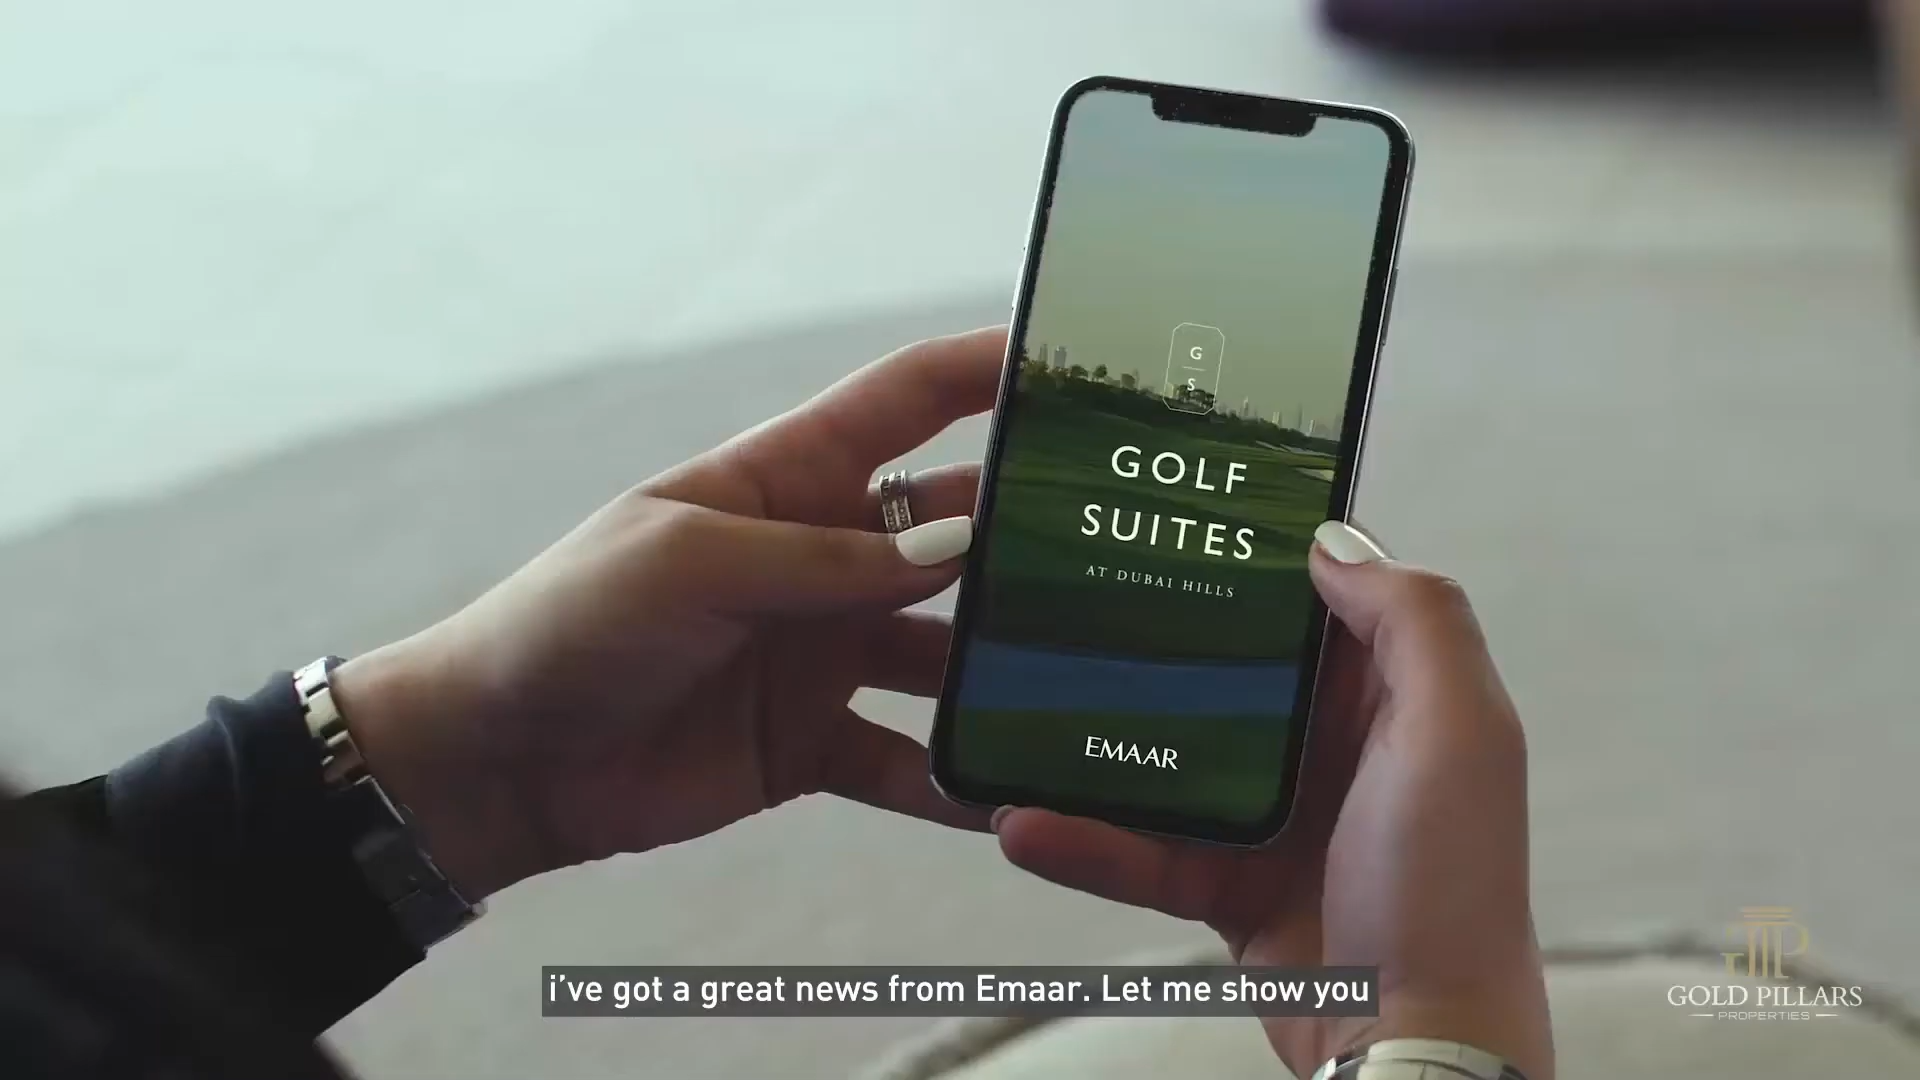 G
S
GOLF
SUITES
AT DUBAI HILLS
EMAAR
i've got a great news from Emaar. Let me show you
GOLD PILLARS
PROPERTIES